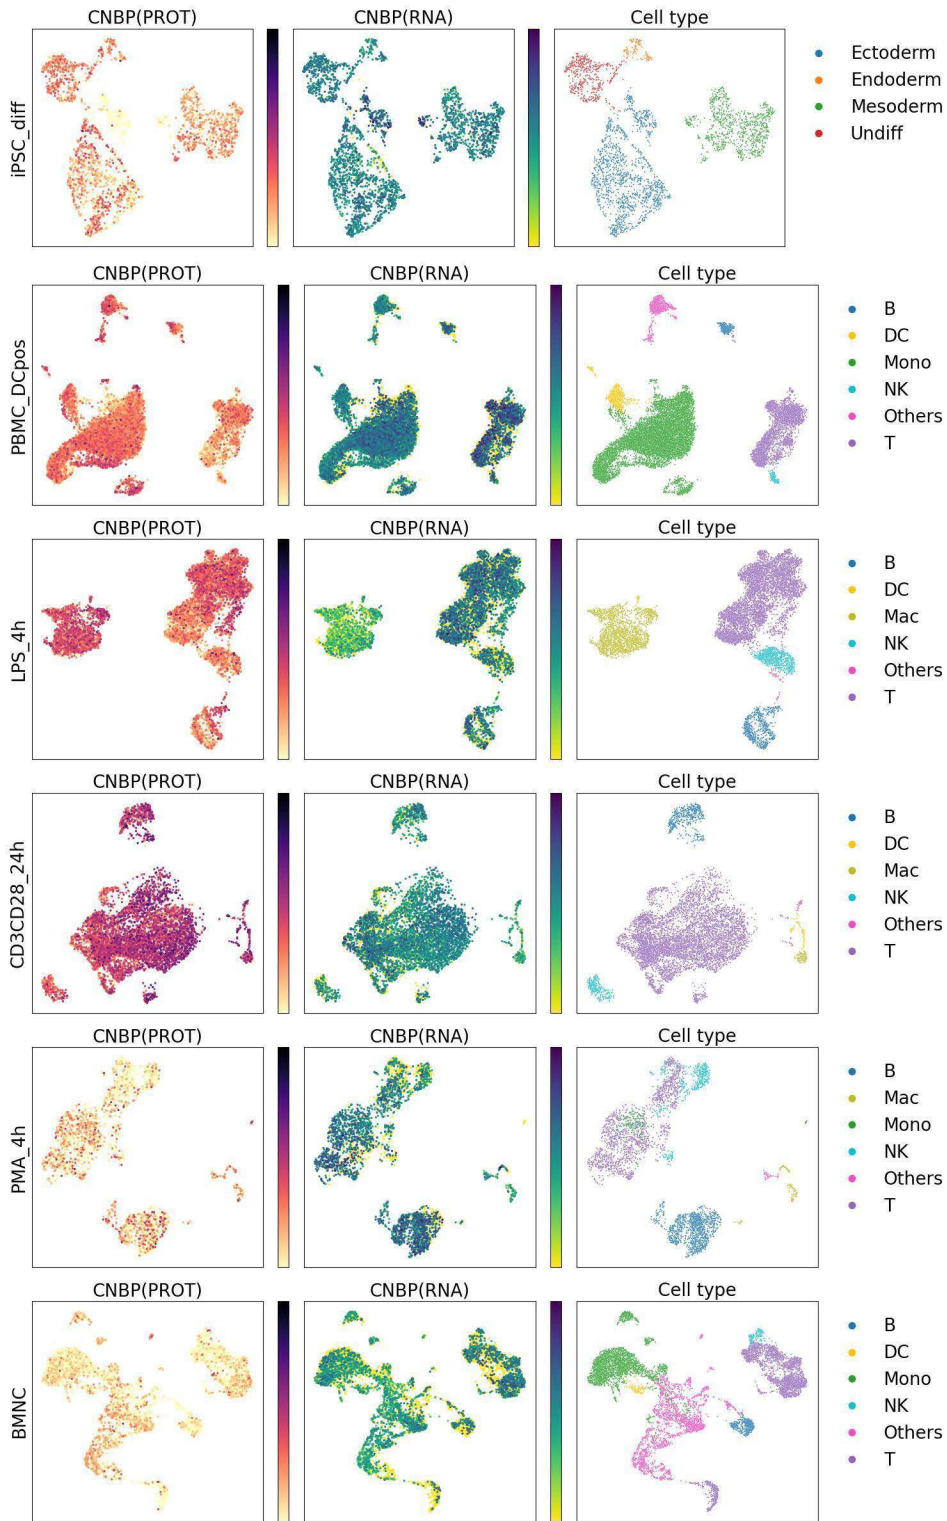 CNBP(PROT) CNBP(RNA) Cell type
iPSC_diff
Ectoderm
Endoderm
Mesoderm
Undiff
CNBP(PROT) CNBP(RNA) Cell type
PBMC_DCpos
B
DC
Mono
NK
Others
T
CNBP(PROT) CNBP(RNA) Cell type
LPS_4h
B
DC
Mac
NK
Others
T
CNBP(PROT) CNBP(RNA) Cell type
CD3CD28_24h
B
DC
Mac
NK
Others
T
CNBP(PROT) CNBP(RNA) Cell type
PMA_4h
B
Mac
Mono
NK
Others
T
CNBP(PROT) CNBP(RNA) Cell type
BMNC
B
DC
Mono
NK
Others
T